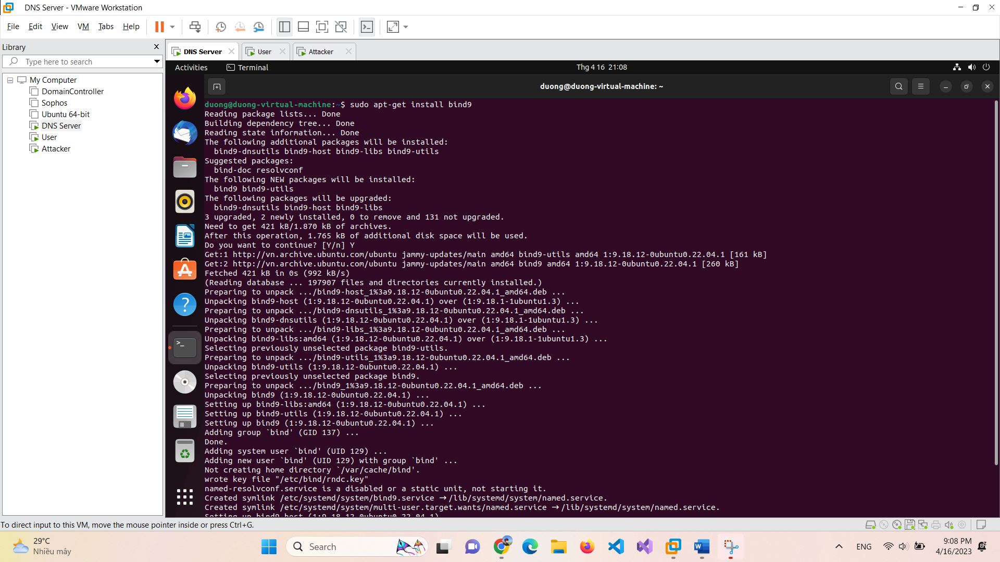 DNS Server - VMware Workstation
File Edit View VM Tabs Help
Library
Type here to search
My Computer
DomainController
Sophos
Ubuntu 64-bit
DNS Server
User
Attacker
DNS Server User Attacker
Activities Terminal Thg 4 16 21:08
duong@duong-virtual-machine: ~
duong@duong-virtual-machine:~$ sudo apt-get install bind9
Reading package lists... Done
Building dependency tree... Done
Reading state information... Done
The following additional packages will be installed:
bind9-dnsutils bind9-host bind9-libs bind9-utils
Suggested packages:
bind-doc resolvconf
The following NEW packages will be installed:
bind9 bind9-utils
The following packages will be upgraded:
bind9-dnsutils bind9-host bind9-libs
3 upgraded, 2 newly installed, 0 to remove and 131 not upgraded.
Need to get 421 kB/1.870 kB of archives.
After this operation, 1.765 kB of additional disk space will be used.
Do you want to continue? [Y/n] Y
Get:1 http://vn.archive.ubuntu.com/ubuntu jammy-updates/main amd64 bind9-utils amd64 1:9.18.12-0ubuntu0.22.04.1 [161 kB]
Get:2 http://vn.archive.ubuntu.com/ubuntu jammy-updates/main amd64 bind9 amd64 1:9.18.12-0ubuntu0.22.04.1 [260 kB]
Fetched 421 kB in 0s (992 kB/s)
(Reading database ... 197907 files and directories currently installed.)
Preparing to unpack .../bind9-host_1%3a9.18.12-0ubuntu0.22.04.1_amd64.deb ...
Unpacking bind9-host (1:9.18.12-0ubuntu0.22.04.1) over (1:9.18.1-1ubuntu1.3) ...
Preparing to unpack .../bind9-dnsutils_1%3a9.18.12-0ubuntu0.22.04.1_amd64.deb ...
Unpacking bind9-dnsutils (1:9.18.12-0ubuntu0.22.04.1) over (1:9.18.1-1ubuntu1.3) ...
Preparing to unpack .../bind9-libs_1%3a9.18.12-0ubuntu0.22.04.1_amd64.deb ...
Unpacking bind9-libs:amd64 (1:9.18.12-0ubuntu0.22.04.1) over (1:9.18.1-1ubuntu1.3) ...
Selecting previously unselected package bind9-utils.
Preparing to unpack .../bind9-utils_1%3a9.18.12-0ubuntu0.22.04.1_amd64.deb ...
Unpacking bind9-utils (1:9.18.12-0ubuntu0.22.04.1) ...
Selecting previously unselected package bind9.
Preparing to unpack .../bind9_1%3a9.18.12-0ubuntu0.22.04.1_amd64.deb ...
Unpacking bind9 (1:9.18.12-0ubuntu0.22.04.1) ...
Setting up bind9-libs:amd64 (1:9.18.12-0ubuntu0.22.04.1) ...
Setting up bind9-utils (1:9.18.12-0ubuntu0.22.04.1) ...
Setting up bind9 (1:9.18.12-0ubuntu0.22.04.1) ...
Adding group `bind' (GID 137) ...
Done.
Adding system user `bind' (UID 129) ...
Adding new user `bind' (UID 129) with group `bind' ...
Not creating home directory `/var/cache/bind'.
wrote key file "/etc/bind/rndc.key"
named-resolvconf.service is a disabled or a static unit, not starting it.
Created symlink /etc/systemd/system/bind9.service → /lib/systemd/system/named.service.
Created symlink /etc/systemd/system/multi-user.target.wants/named.service → /lib/systemd/system/named.service.
Setting up bind9-host (1:9.18.12-0ubuntu0.22.04.1) ...
To direct input to this VM, move the mouse pointer inside or press Ctrl+G.
29°C
Nhiều mây
Search
ENG
9:08 PM
4/16/2023